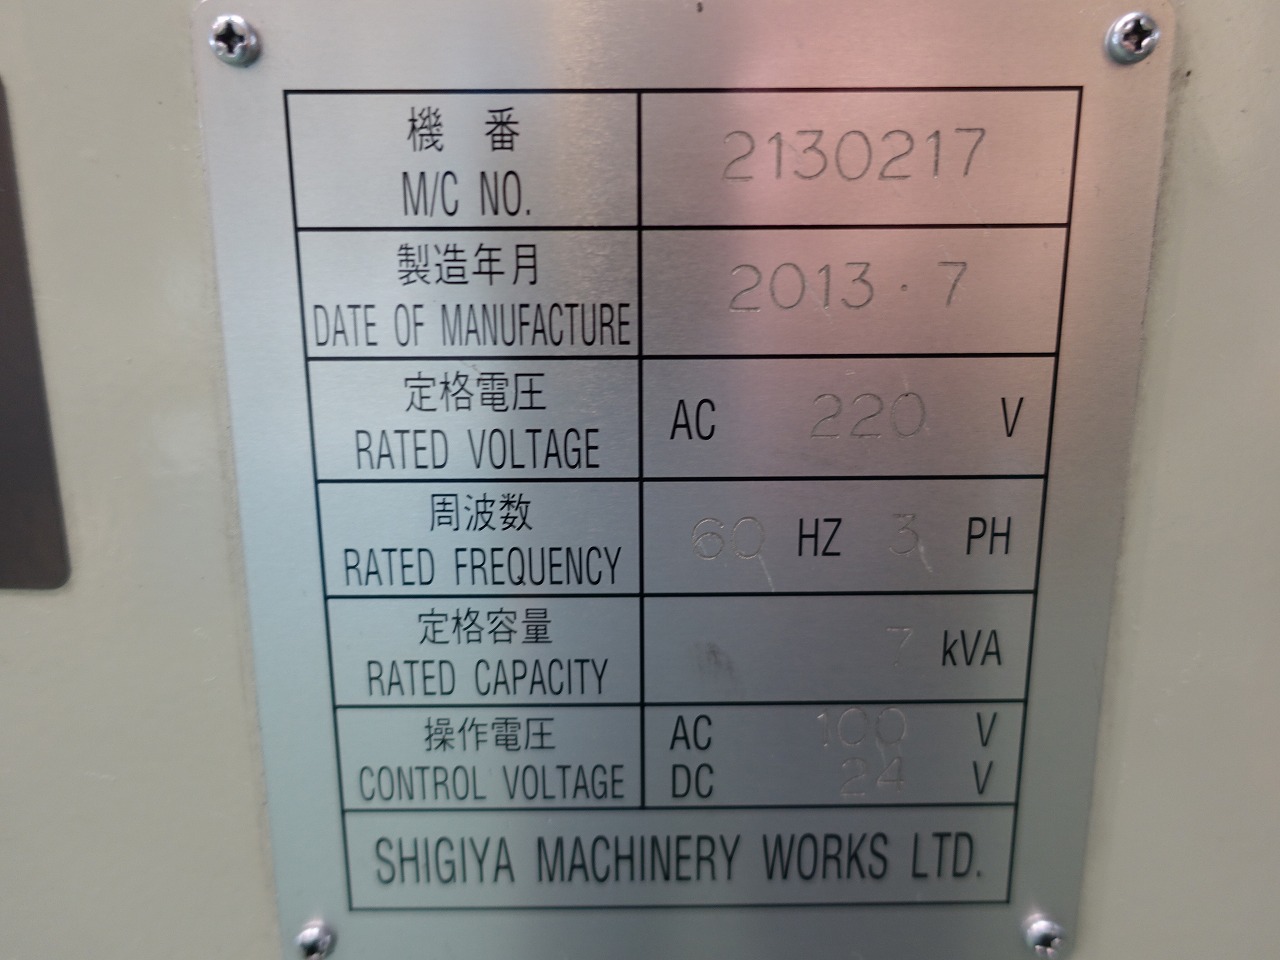 機 番
M/C NO.
2130217
製造年月
DATE OF MANUFACTURE
2013・7
定格電圧
RATED VOLTAGE
AC 220 V
周波数
RATED FREQUENCY
60 HZ 3 PH
定格容量
RATED CAPACITY
7 kVA
操作電圧
CONTROL VOLTAGE
AC 100 V
DC 24 V
SHIGIYA MACHINERY WORKS LTD.